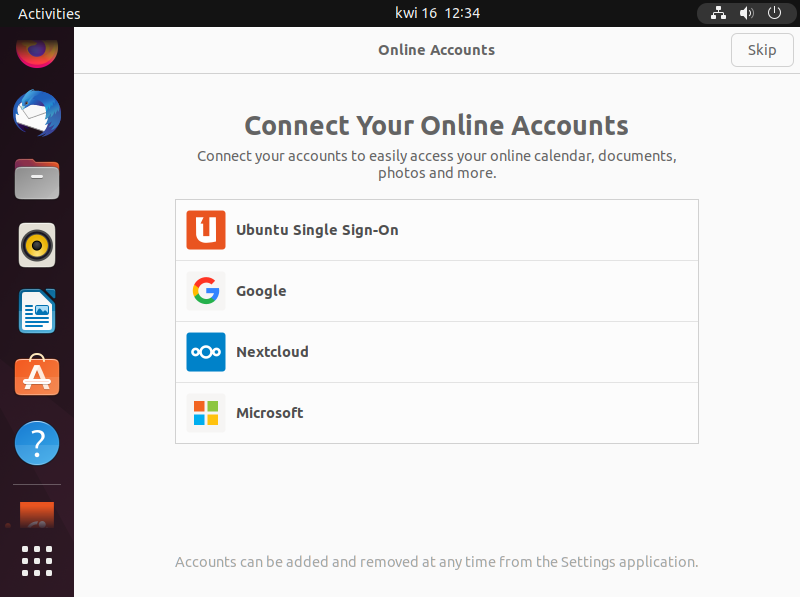 Activities
kwi 16 12:34
Online Accounts
Skip
Connect Your Online Accounts
Connect your accounts to easily access your online calendar, documents,
photos and more.
Ubuntu Single Sign-On
Google
Nextcloud
Microsoft
Accounts can be added and removed at any time from the Settings application.